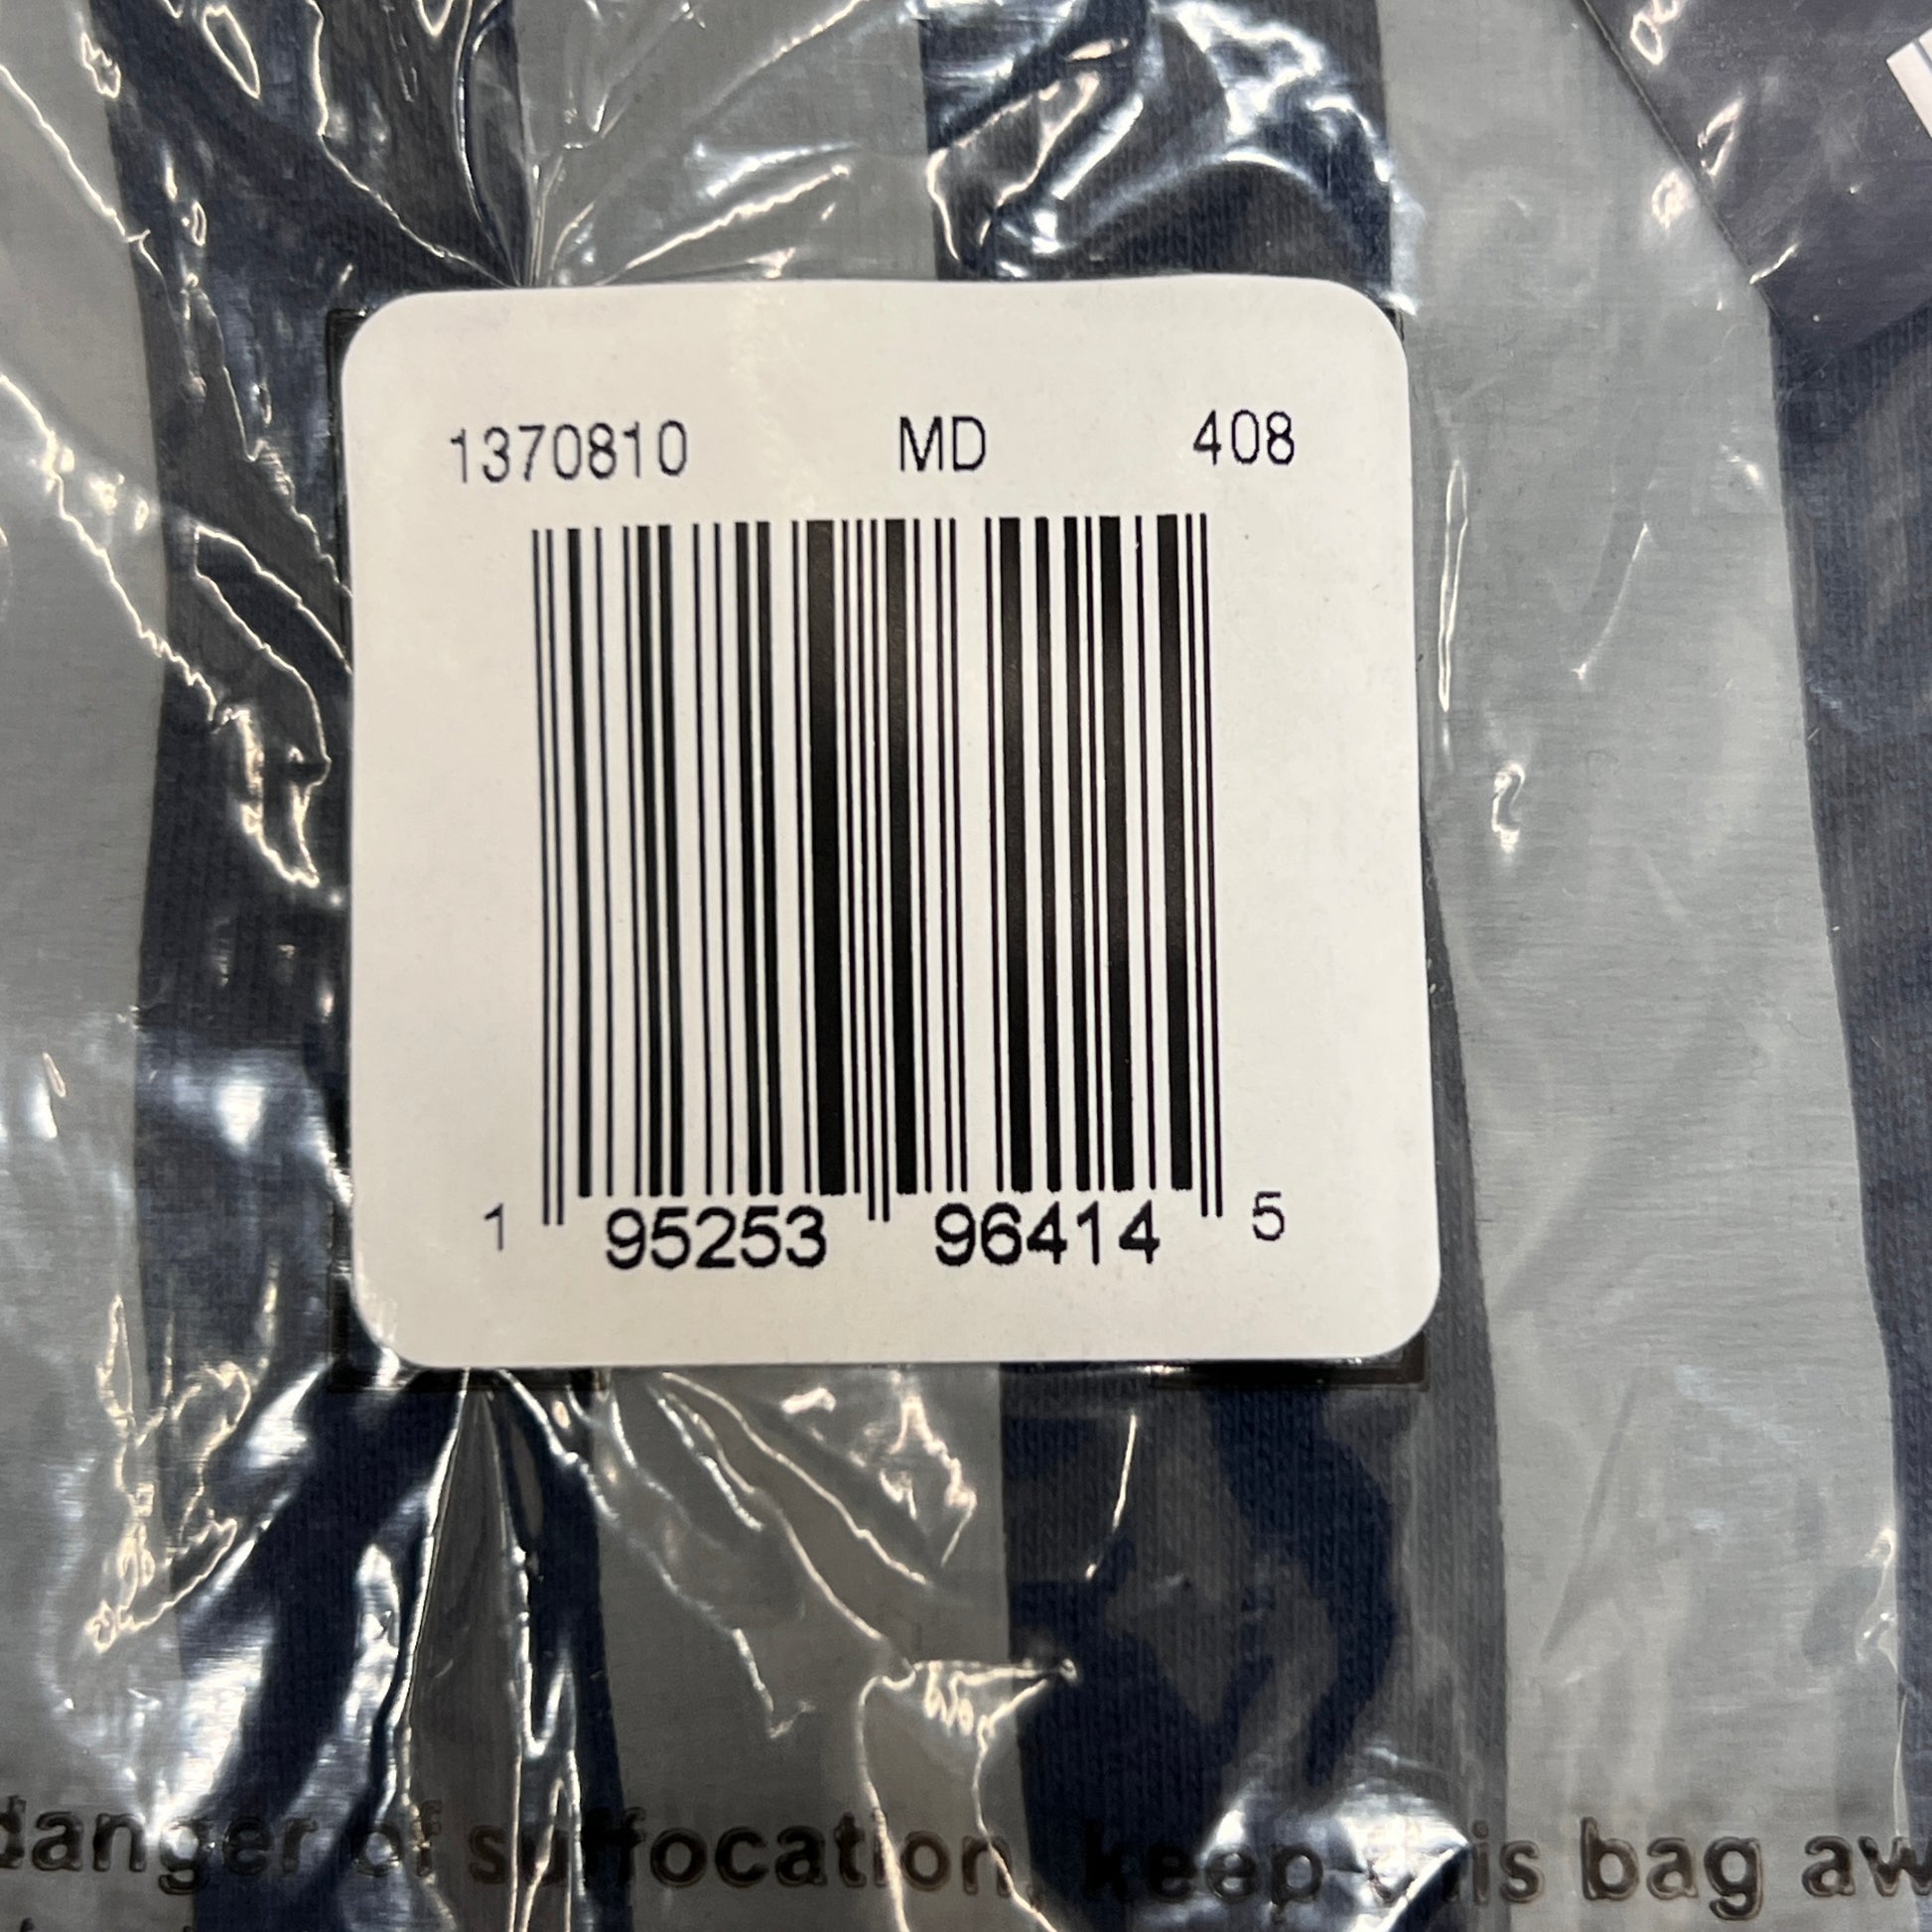 1370810 MD 408
1 95253 96414 5
danger of suffocation, keep this bag aw